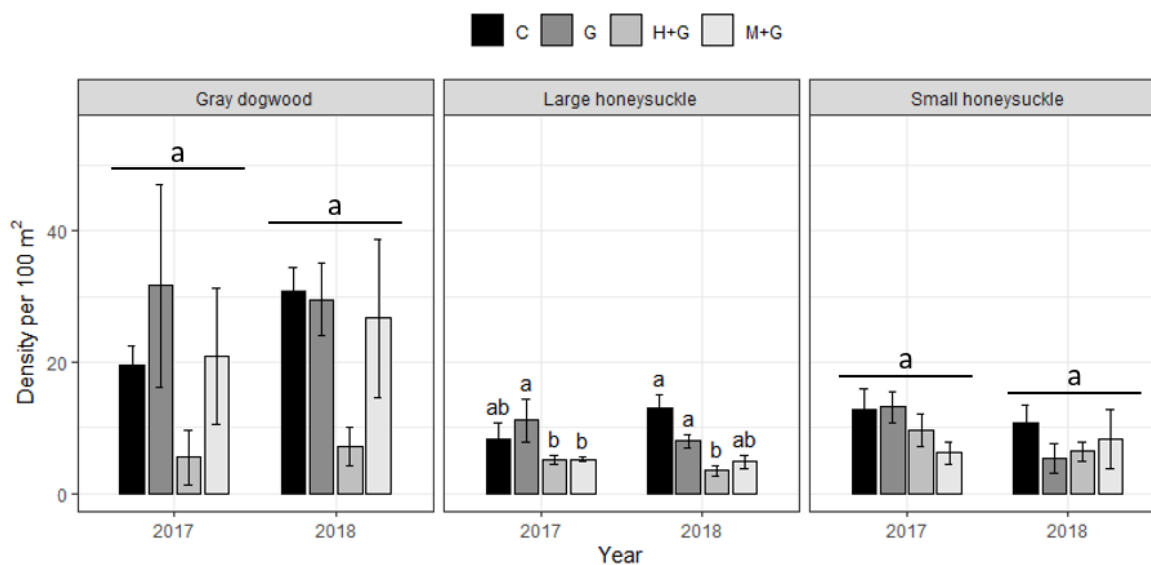 C G H+G M+G
Gray dogwood Large honeysuckle Small honeysuckle
Density per 100 m²
40
20
0
a a
ab a b b a a b ab
a a
2017 2018 2017 2018 2017 2018
Year